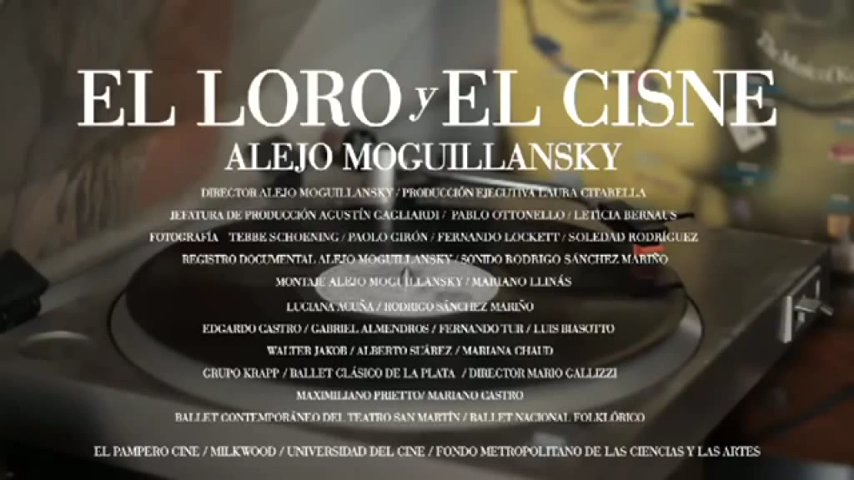 The Music of K
EL LORO y EL CISNE
ALEJO MOGUILLANSKY
DIRECTOR ALEJO MOGUILLANSKY / PRODUCCIÓN EJECUTIVA LAURA CITARELLA
JEFATURA DE PRODUCCIÓN AGUSTÍN GAGLIARDI / PABLO OTTONELLO / LETICIA BERNAUS
FOTOGRAFÍA TEBBE SCHOENING / PAOLO GIRÓN / FERNANDO LOCKETT / SOLEDAD RODRÍGUEZ
REGISTRO DOCUMENTAL ALEJO MOGUILLANSKY / SONIDO RODRIGO SÁNCHEZ MARIÑO
MONTAJE ALEJO MOGUILLANSKY / MARIANO LLINÁS
LUCIANA ACUÑA / RODRIGO SÁNCHEZ MARIÑO
EDGARDO CASTRO / GABRIEL ALMENDROS / FERNANDO TUR / LUIS BIASOTTO
WALTER JAKOB / ALBERTO SUÁREZ / MARIANA CHAUD
GRUPO KRAPP / BALLET CLÁSICO DE LA PLATA / DIRECTOR MARIO GALLIZZI
MAXIMILIANO PRIETTO/ MARIANO CASTRO
BALLET CONTEMPORÁNEO DEL TEATRO SAN MARTÍN / BALLET NACIONAL FOLKLÓRICO
EL PAMPERO CINE / MILKWOOD / UNIVERSIDAD DEL CINE / FONDO METROPOLITANO DE LAS CIENCIAS Y LAS ARTES